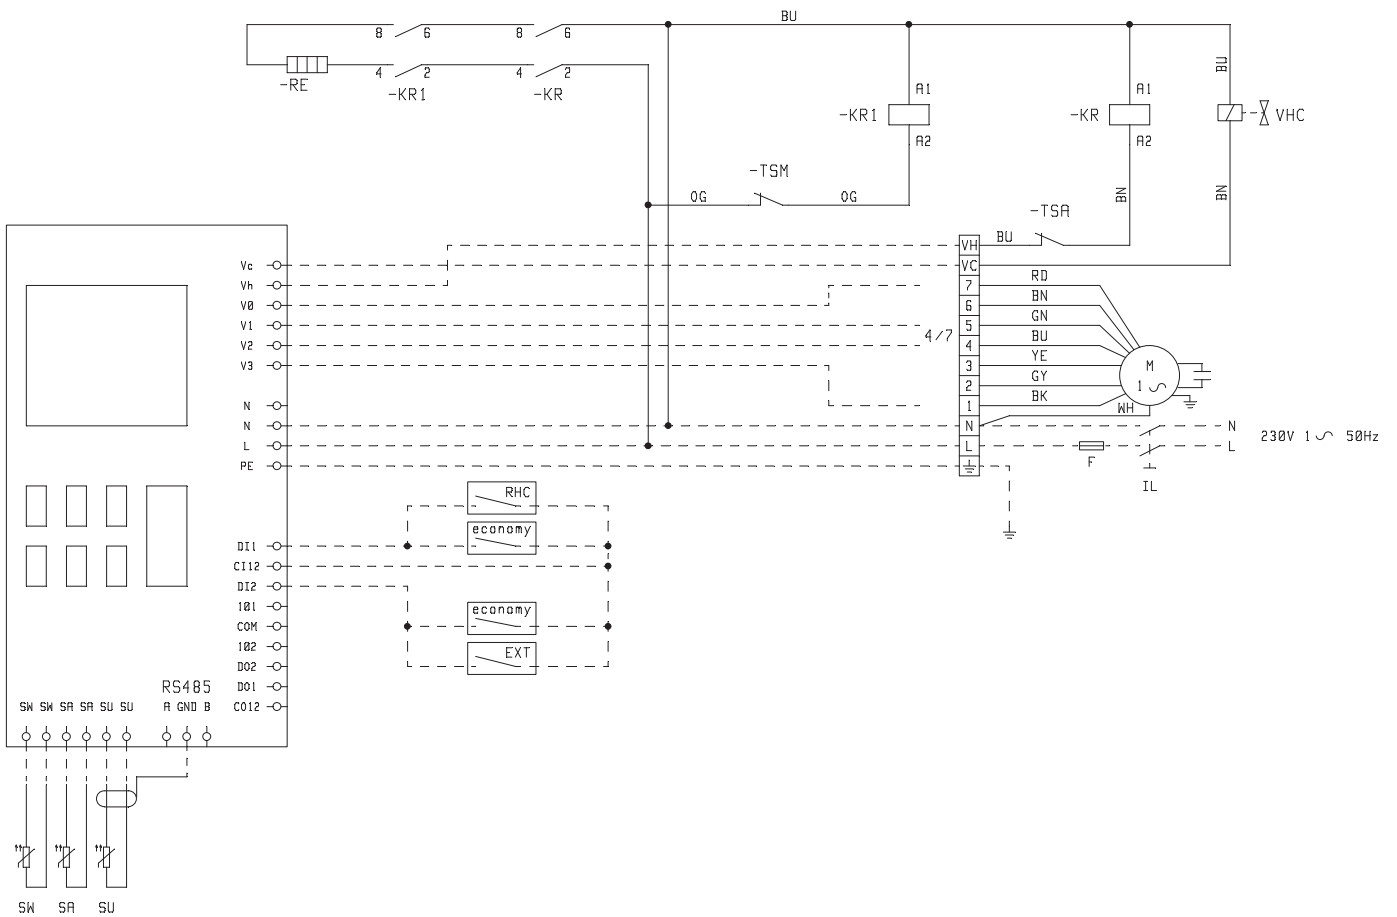 BU
8 6 8 6
4 2 4 2
-RE
-KR1 -KR
A1
-KR1
A2
A1
-KR
A2
BU
VHC
BN
BN
-TSM
OG OG
-TSA
BU
VH
VC
7
6
5
4
3
2
1
N
L
4/7
RD
BN
GN
BU
YE
GY
BK
WH
M
1
N
L
230V 1 50Hz
F
IL
Vc
Vh
V0
V1
V2
V3
N
N
L
PE
DI1
CI12
DI2
101
COM
102
DO2
DO1
CO12
RHC
economy
economy
EXT
RS485
SW SW SA SA SU SU A GND B
SW SA SU